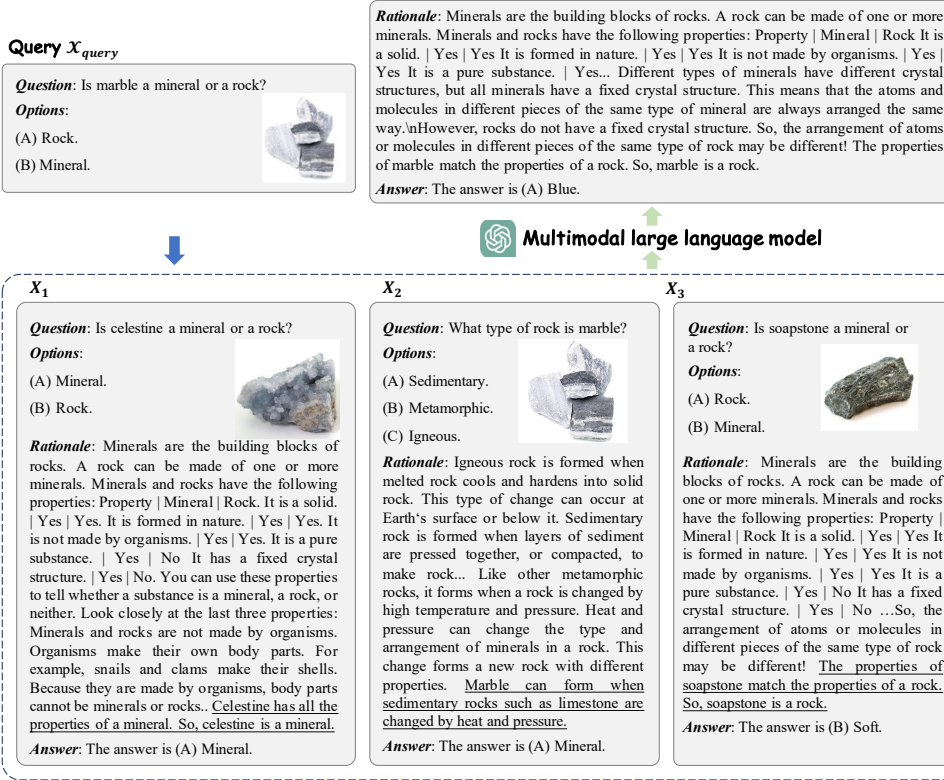 Query X_query
Question: Is marble a mineral or a rock?
Options:
(A) Rock.
(B) Mineral.
Rationale: Minerals are the building blocks of rocks. A rock can be made of one or more
minerals. Minerals and rocks have the following properties: Property | Mineral | Rock It is
a solid. | Yes | Yes It is formed in nature. | Yes | Yes It is not made by organisms. | Yes |
Yes It is a pure substance. | Yes... Different types of minerals have different crystal
structures, but all minerals have a fixed crystal structure. This means that the atoms and
molecules in different pieces of the same type of mineral are always arranged the same
way.\nHowever, rocks do not have a fixed crystal structure. So, the arrangement of atoms
or molecules in different pieces of the same type of rock may be different! The properties
of marble match the properties of a rock. So, marble is a rock.
Answer: The answer is (A) Blue.
Multimodal large language model
X₁
Question: Is celestine a mineral or a rock?
Options:
(A) Mineral.
(B) Rock.
Rationale: Minerals are the building blocks of
rocks. A rock can be made of one or more
minerals. Minerals and rocks have the following
properties: Property | Mineral | Rock. It is a solid.
| Yes | Yes. It is formed in nature. | Yes | Yes. It
is not made by organisms. | Yes | Yes. It is a pure
substance. | Yes | No It has a fixed crystal
structure. | Yes | No. You can use these properties
to tell whether a substance is a mineral, a rock, or
neither. Look closely at the last three properties:
Minerals and rocks are not made by organisms.
Organisms make their own body parts. For
example, snails and clams make their shells.
Because they are made by organisms, body parts
cannot be minerals or rocks.. Celestine has all the
properties of a mineral. So, celestine is a mineral.
Answer: The answer is (A) Mineral.
X₂
Question: What type of rock is marble?
Options:
(A) Sedimentary.
(B) Metamorphic.
(C) Igneous.
Rationale: Igneous rock is formed when
melted rock cools and hardens into solid
rock. This type of change can occur at
Earth‘s surface or below it. Sedimentary
rock is formed when layers of sediment
are pressed together, or compacted, to
make rock... Like other metamorphic
rocks, it forms when a rock is changed by
high temperature and pressure. Heat and
pressure can change the type and
arrangement of minerals in a rock. This
change forms a new rock with different
properties. Marble can form when
sedimentary rocks such as limestone are
changed by heat and pressure.
Answer: The answer is (A) Mineral.
X₃
Question: Is soapstone a mineral or
a rock?
Options:
(A) Rock.
(B) Mineral.
Rationale: Minerals are the building
blocks of rocks. A rock can be made of
one or more minerals. Minerals and rocks
have the following properties: Property |
Mineral | Rock It is a solid. | Yes | Yes It
is formed in nature. | Yes | Yes It is not
made by organisms. | Yes | Yes It is a
pure substance. | Yes | No It has a fixed
crystal structure. | Yes | No …So, the
arrangement of atoms or molecules in
different pieces of the same type of rock
may be different! The properties of
soapstone match the properties of a rock.
So, soapstone is a rock.
Answer: The answer is (B) Soft.